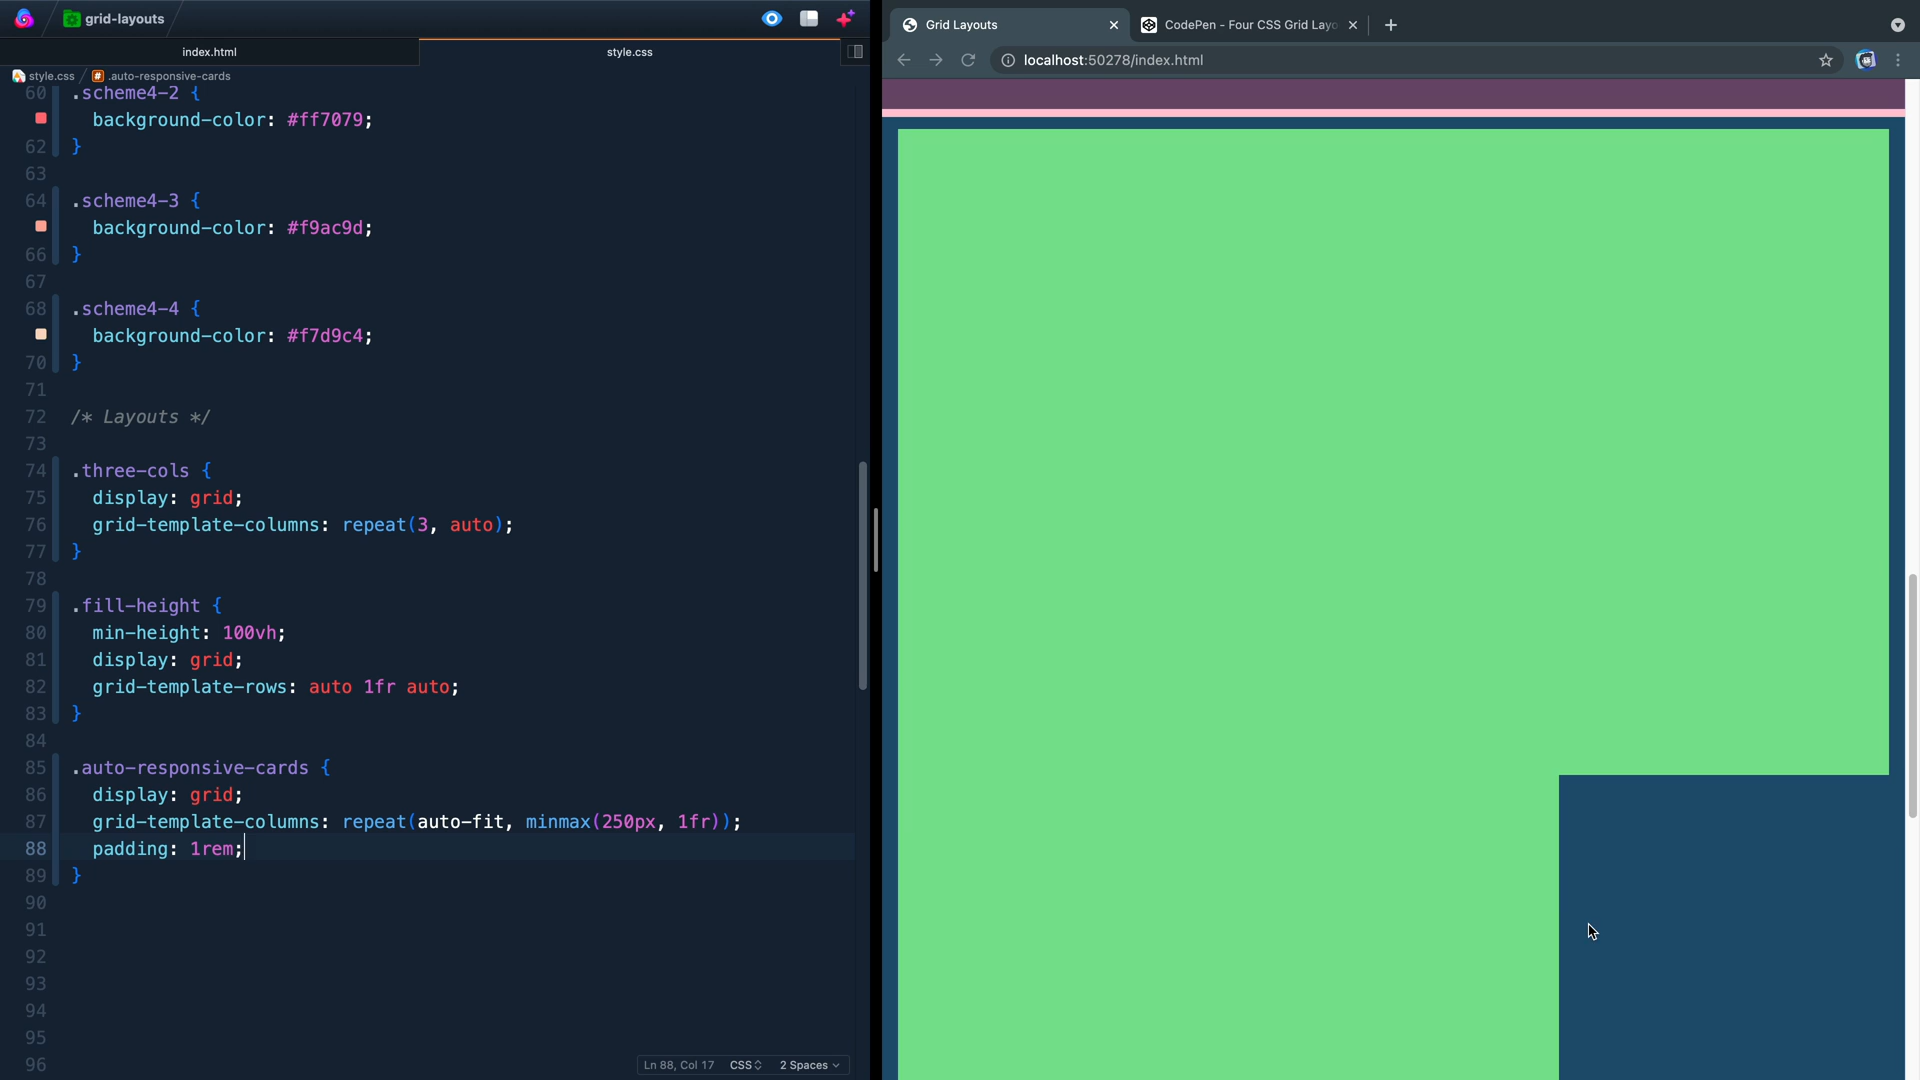 grid-layouts
index.html
style.css
style.css .auto-responsive-cards
60 .scheme4-2 {
background-color: #ff7079;
62 }
63
64 .scheme4-3 {
background-color: #f9ac9d;
66 }
67
68 .scheme4-4 {
background-color: #f7d9c4;
70 }
71
72 /* Layouts */
73
74 .three-cols {
75 display: grid;
76 grid-template-columns: repeat(3, auto);
77 }
78
79 .fill-height {
80 min-height: 100vh;
81 display: grid;
82 grid-template-rows: auto 1fr auto;
83 }
84
85 .auto-responsive-cards {
86 display: grid;
87 grid-template-columns: repeat(auto-fit, minmax(250px, 1fr));
88 padding: 1rem;
89 }
90
91
92
93
94
95
96
Ln 88, Col 17 CSS 2 Spaces
Grid Layouts
CodePen - Four CSS Grid Layo
localhost:50278/index.html